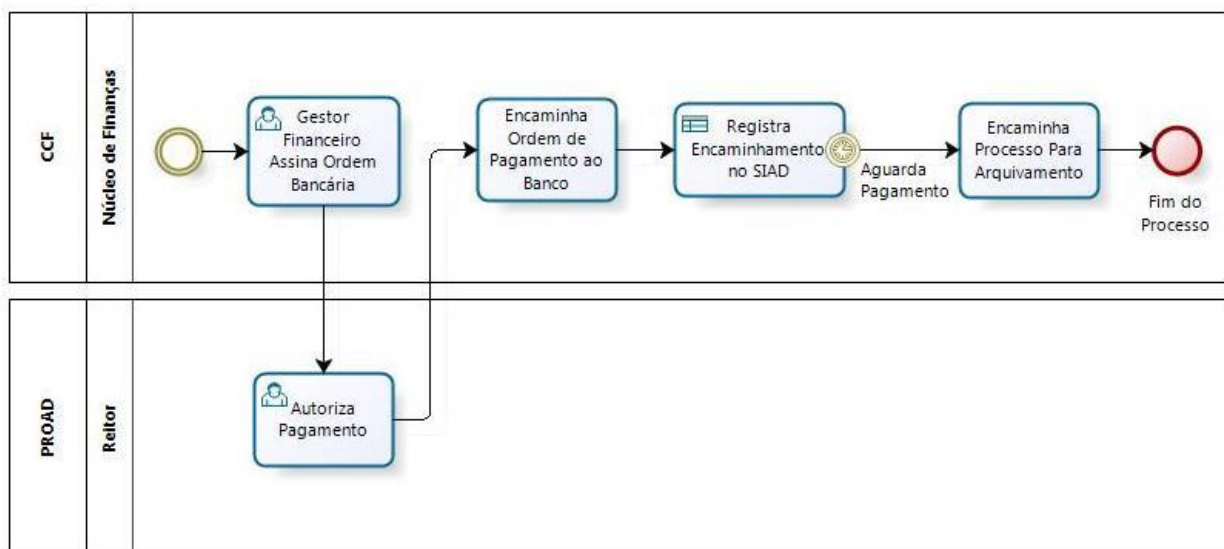 CCF
Núcleo de Finanças
Gestor
Financeiro
Assina Ordem
Bancária
Encaminha
Ordem de
Pagamento ao
Banco
Registra
Encaminhamento
no SIAD
Aguarda
Pagamento
Encaminha
Processo Para
Arquivamento
Fim do
Processo
PROAD
Reitor
Autoriza
Pagamento